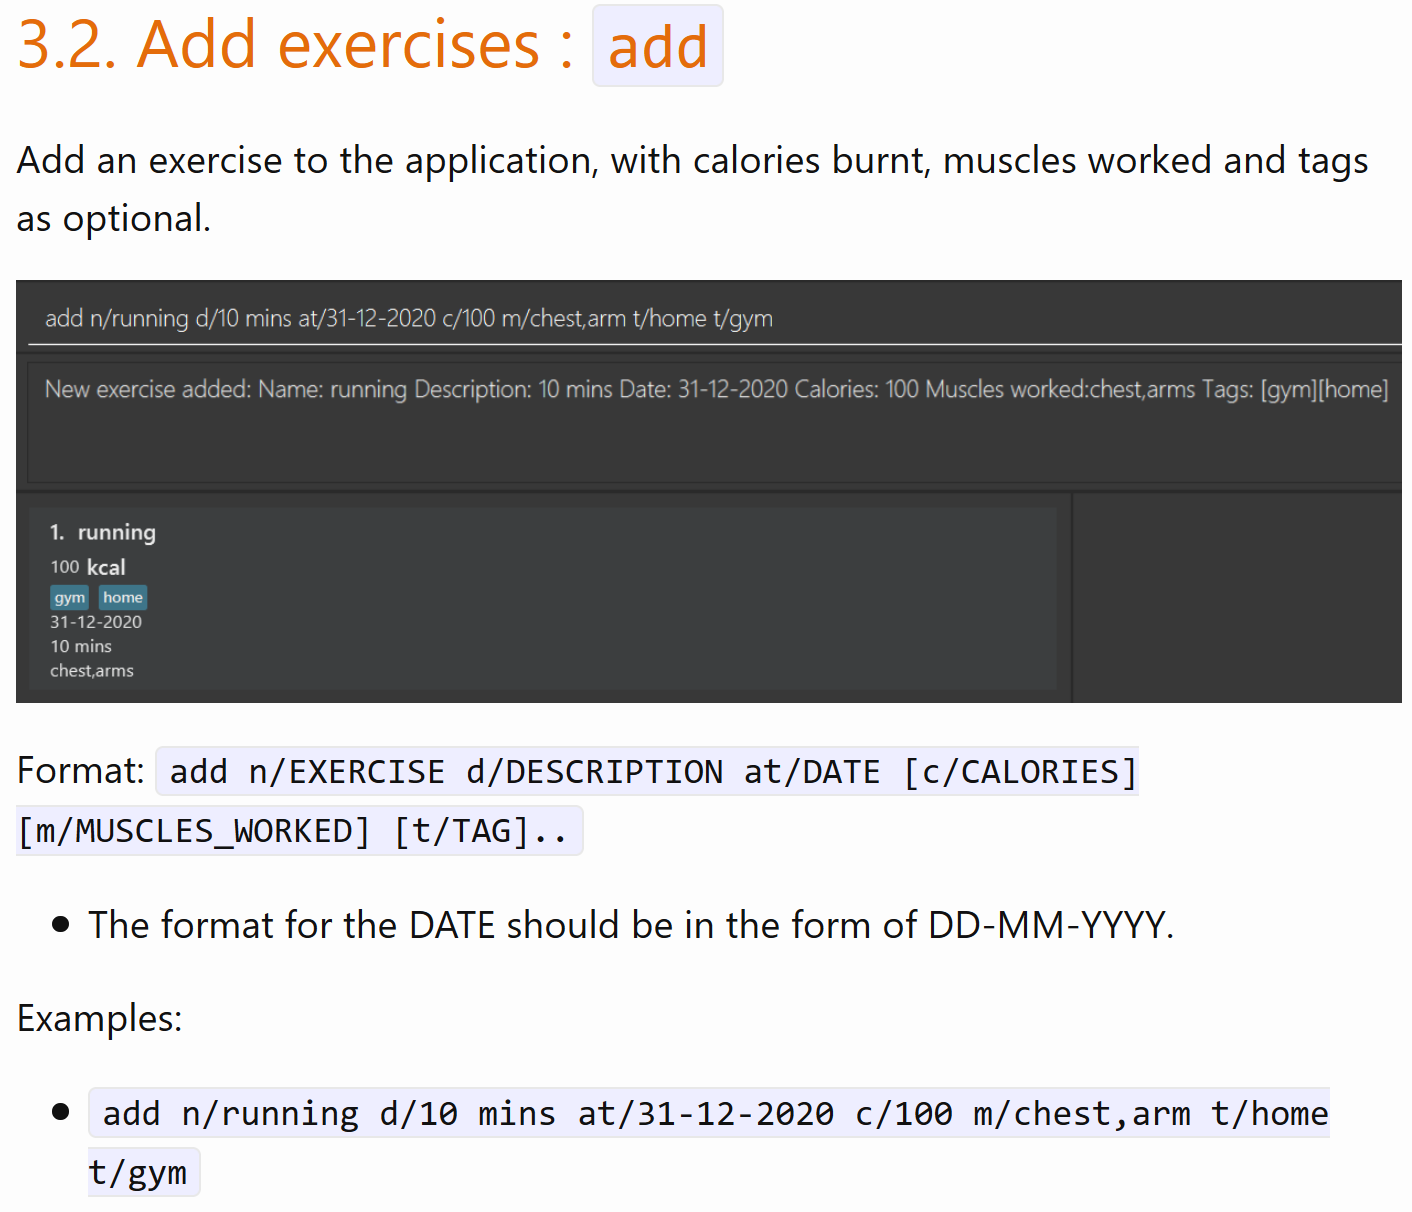 3.2. Add exercises : add
Add an exercise to the application, with calories burnt, muscles worked and tags
as optional.
add n/running d/10 mins at/31-12-2020 c/100 m/chest,arm t/home t/gym
New exercise added: Name: running Description: 10 mins Date: 31-12-2020 Calories: 100 Muscles worked:chest,arms Tags: [gym][home]
1. running
100 kcal
gym home
31-12-2020
10 mins
chest,arms
Format: add n/EXERCISE d/DESCRIPTION at/DATE [c/CALORIES]
[m/MUSCLES_WORKED] [t/TAG]..
• The format for the DATE should be in the form of DD-MM-YYYY.
Examples:
• add n/running d/10 mins at/31-12-2020 c/100 m/chest,arm t/home
t/gym